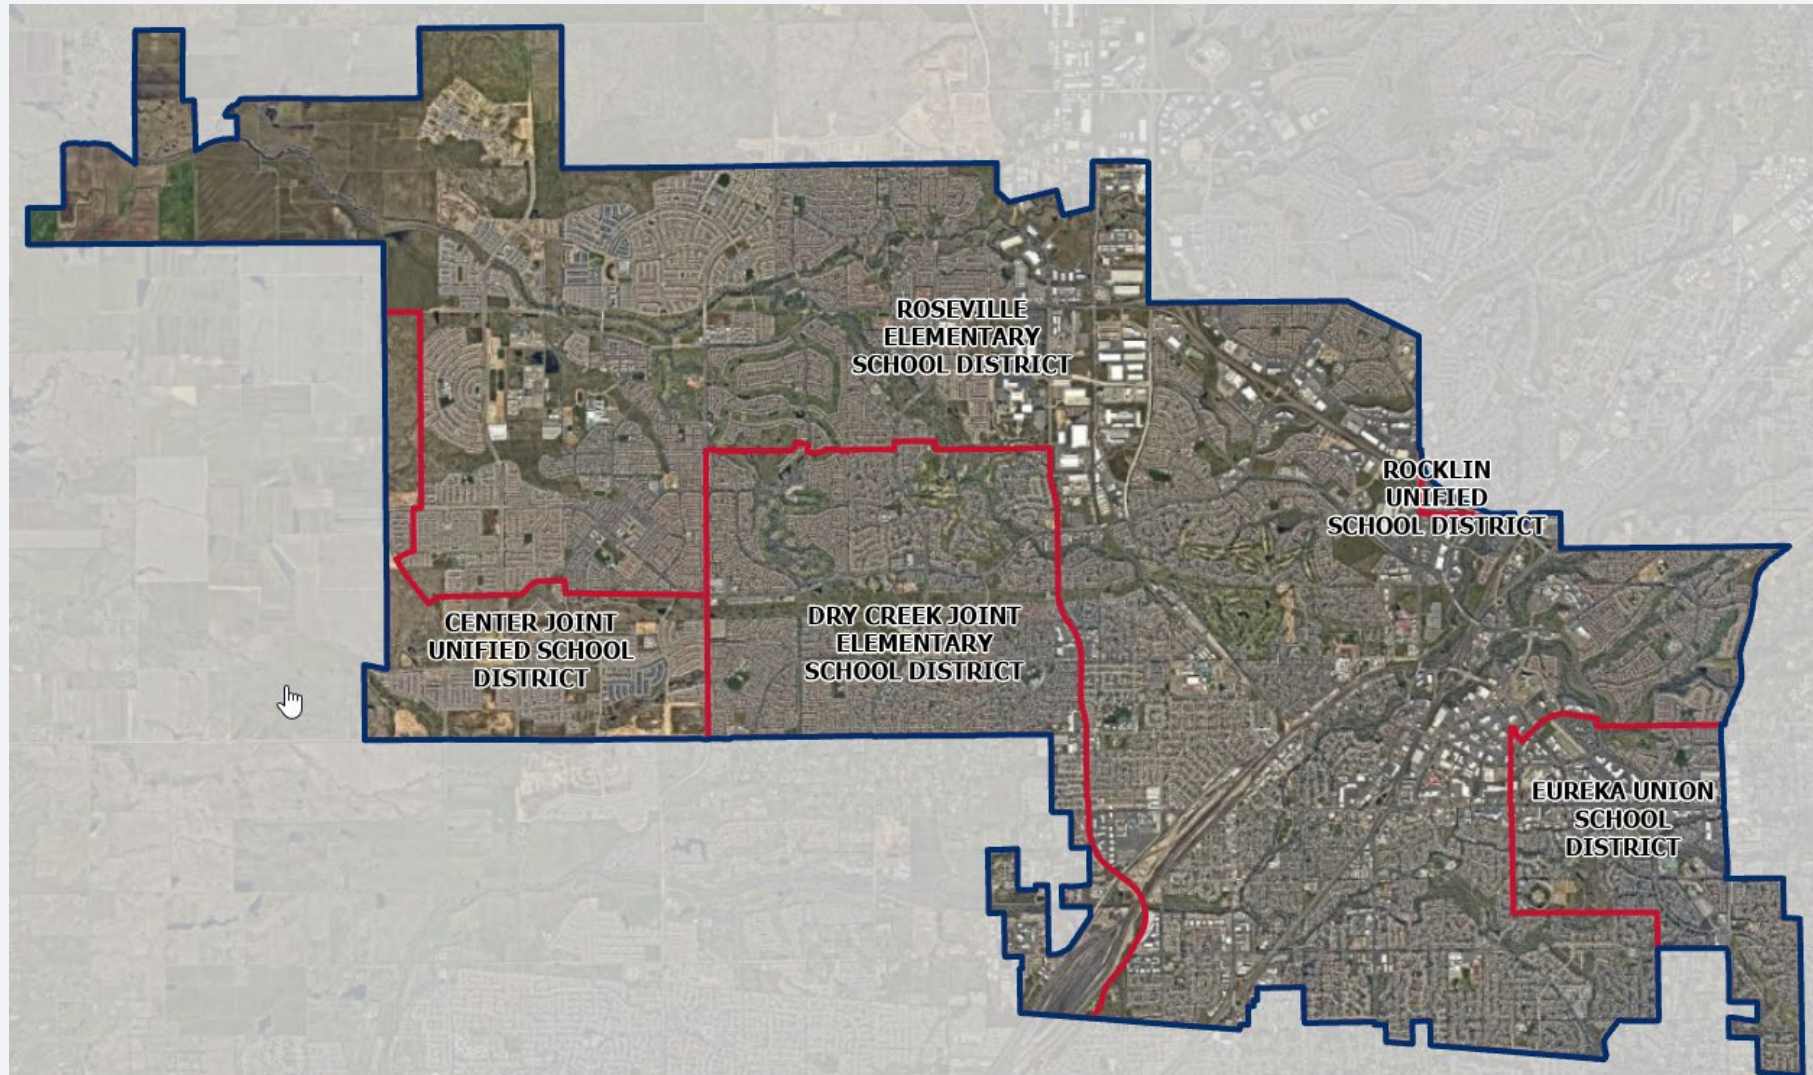 ROSEVILLE
ELEMENTARY
SCHOOL DISTRICT
ROCKLIN
UNIFIED
SCHOOL DISTRICT
CENTER JOINT
UNIFIED SCHOOL
DISTRICT
DRY CREEK JOINT
ELEMENTARY
SCHOOL DISTRICT
EUREKA UNION
SCHOOL
DISTRICT